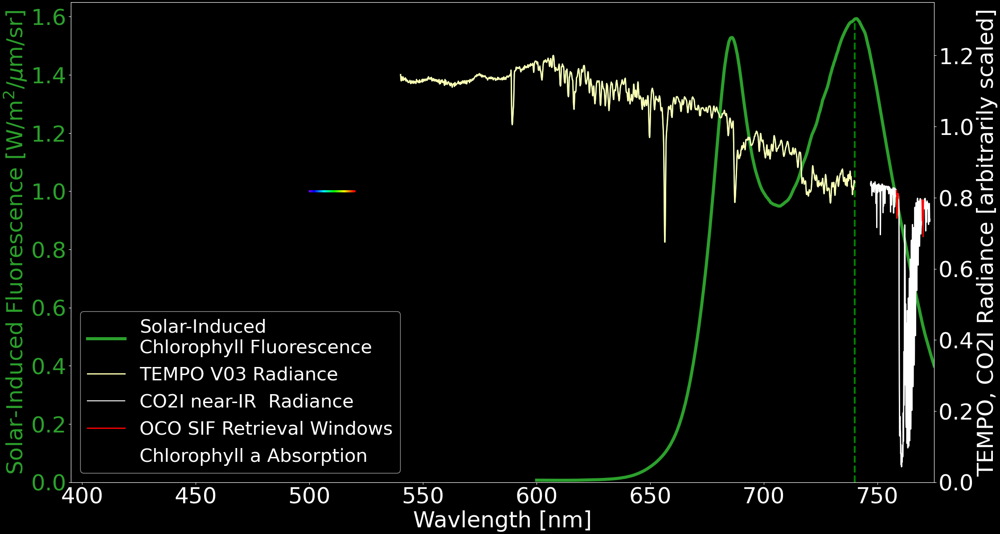 Solar-Induced Fluorescence [W/m²/μm/sr]
1.6
1.4
1.2
1.0
0.8
0.6
0.4
0.2
0.0
Solar-Induced
Chlorophyll Fluorescence
TEMPO V03 Radiance
CO2I near-IR  Radiance
OCO SIF Retrieval Windows
Chlorophyll a Absorption
400 450 500 550 600 650 700 750
Wavlength [nm]
1.2
1.0
0.8
0.6
0.4
0.2
0.0
TEMPO, CO2I Radiance [arbitrarily scaled]